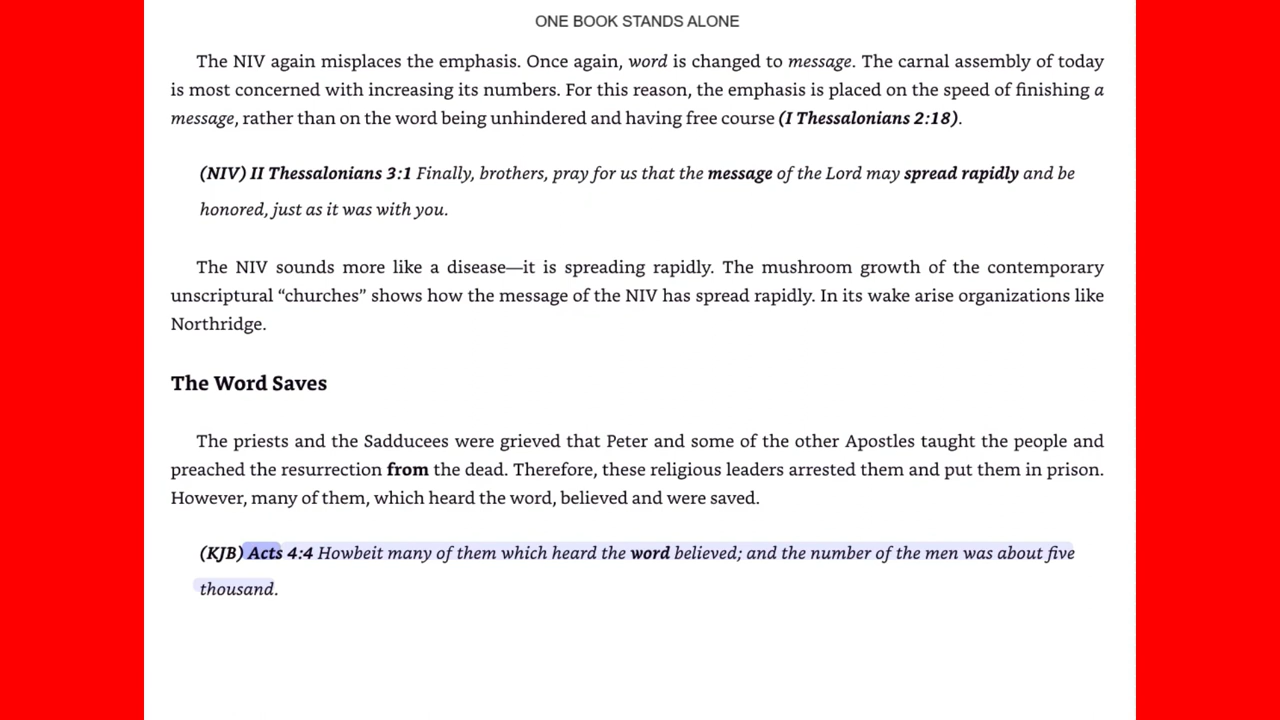 ONE BOOK STANDS ALONE
The NIV again misplaces the emphasis. Once again, word is changed to message. The carnal assembly of today
is most concerned with increasing its numbers. For this reason, the emphasis is placed on the speed of finishing a
message, rather than on the word being unhindered and having free course (I Thessalonians 2:18).
(NIV) II Thessalonians 3:1 Finally, brothers, pray for us that the message of the Lord may spread rapidly and be
honored, just as it was with you.
The NIV sounds more like a disease—it is spreading rapidly. The mushroom growth of the contemporary
unscriptural “churches” shows how the message of the NIV has spread rapidly. In its wake arise organizations like
Northridge.
The Word Saves
The priests and the Sadducees were grieved that Peter and some of the other Apostles taught the people and
preached the resurrection from the dead. Therefore, these religious leaders arrested them and put them in prison.
However, many of them, which heard the word, believed and were saved.
(KJB) Acts 4:4 Howbeit many of them which heard the word believed; and the number of the men was about five
thousand.